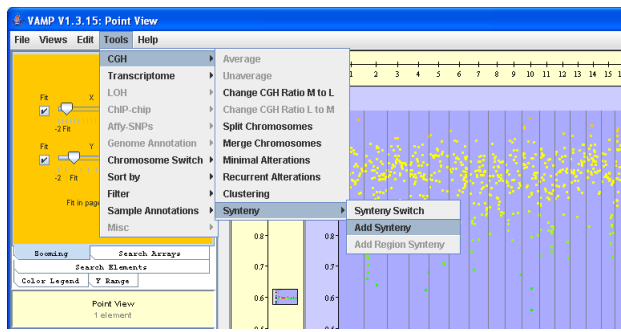 VAMP V1.3.15: Point View
File Views Edit Tools Help
CGH
Transcriptome
LOH
ChIP-chip
Affy-SNPs
Genome Annotation
Chromosome Switch
Sort by
Filter
Sample Annotations
Misc
Average
Unaverage
Change CGH Ratio M to L
Change CGH Ratio L to M
Split Chromosomes
Merge Chromosomes
Minimal Alterations
Recurrent Alterations
Clustering
Synteny
Synteny Switch
Add Synteny
Add Region Synteny
Fit X
-2 Fit
Fit Y
-2 Fit
Fit in page
Zooming Search Arrays
Search Elements
Color Legend Y Range
Point View
1 element
1 2 3 4 5 6 7 8 9 10 11 12 13 14 15 1
0.8- 0.8-
0.7- 0.7-
0.6- 0.6-